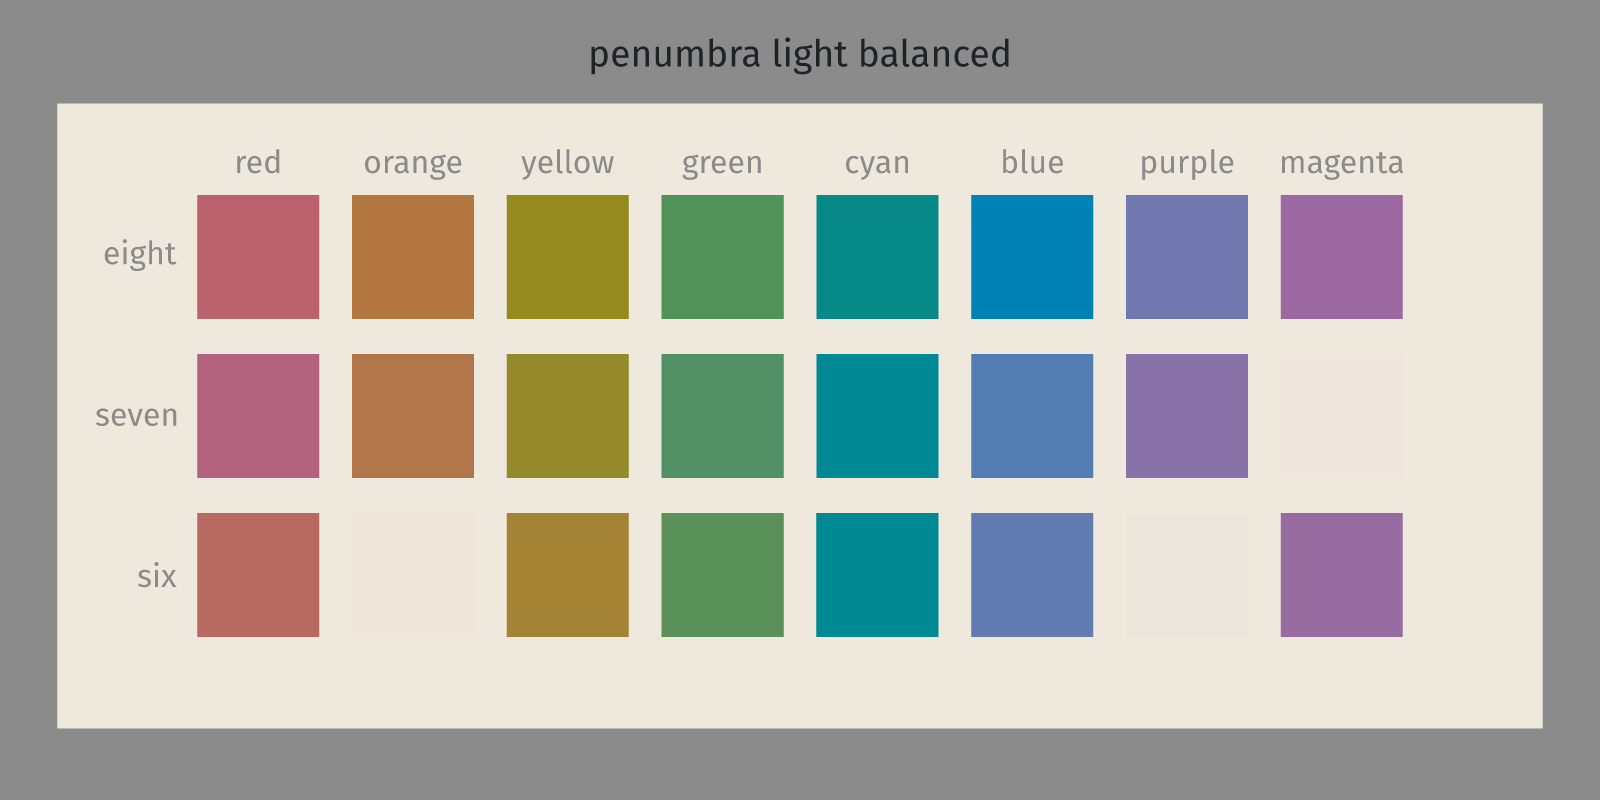 penumbra light balanced
red orange yellow green cyan blue purple magenta
eight
seven
six